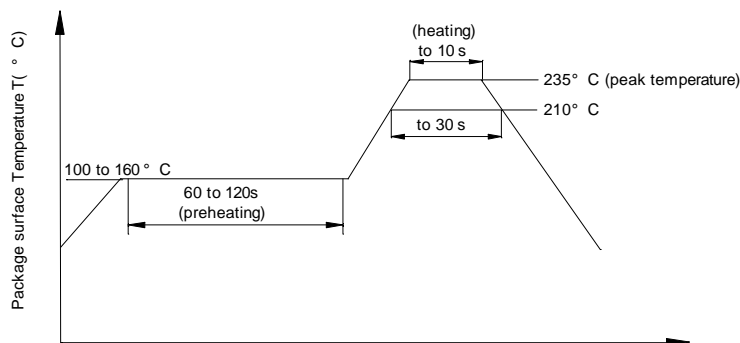 (heating)
to 10 s
235° C (peak temperature)
210° C
to 30 s
100 to 160° C
60 to 120s
(preheating)
Package surface Temperature T( ° C)